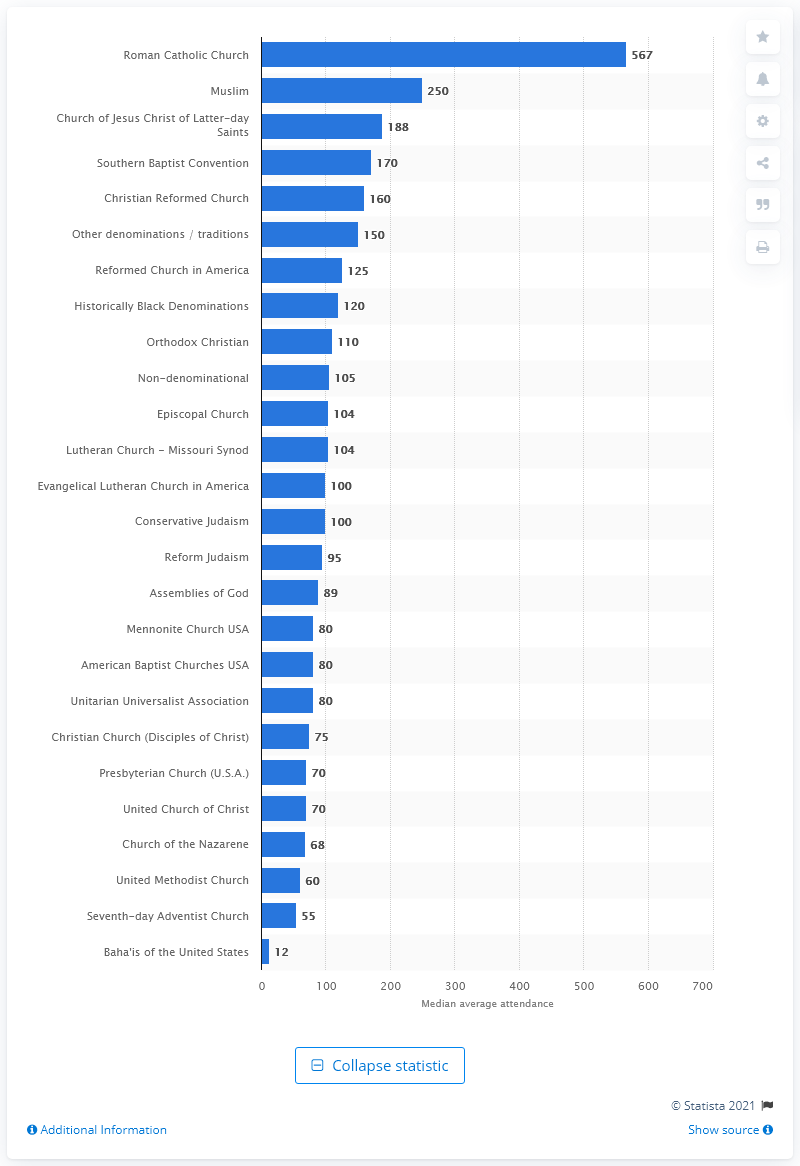 Roman Catholic Church 567
Muslim 250
Church of Jesus Christ of Latter-day
Saints 188
Southern Baptist Convention 170
Christian Reformed Church 160
Other denominations / traditions 150
Reformed Church in America 125
Historically Black Denominations 120
Orthodox Christian 110
Non-denominational 105
Episcopal Church 104
Lutheran Church - Missouri Synod 104
Evangelical Lutheran Church in America 100
Conservative Judaism 100
Reform Judaism 95
Assemblies of God 89
Mennonite Church USA 80
American Baptist Churches USA 80
Unitarian Universalist Association 80
Christian Church (Disciples of Christ) 75
Presbyterian Church (U.S.A.) 70
United Church of Christ 70
Church of the Nazarene 68
United Methodist Church 60
Seventh-day Adventist Church 55
Baha'is of the United States 12
0 100 200 300 400 500 600 700
Median average attendance
Collapse statistic
© Statista 2021
Additional Information Show source